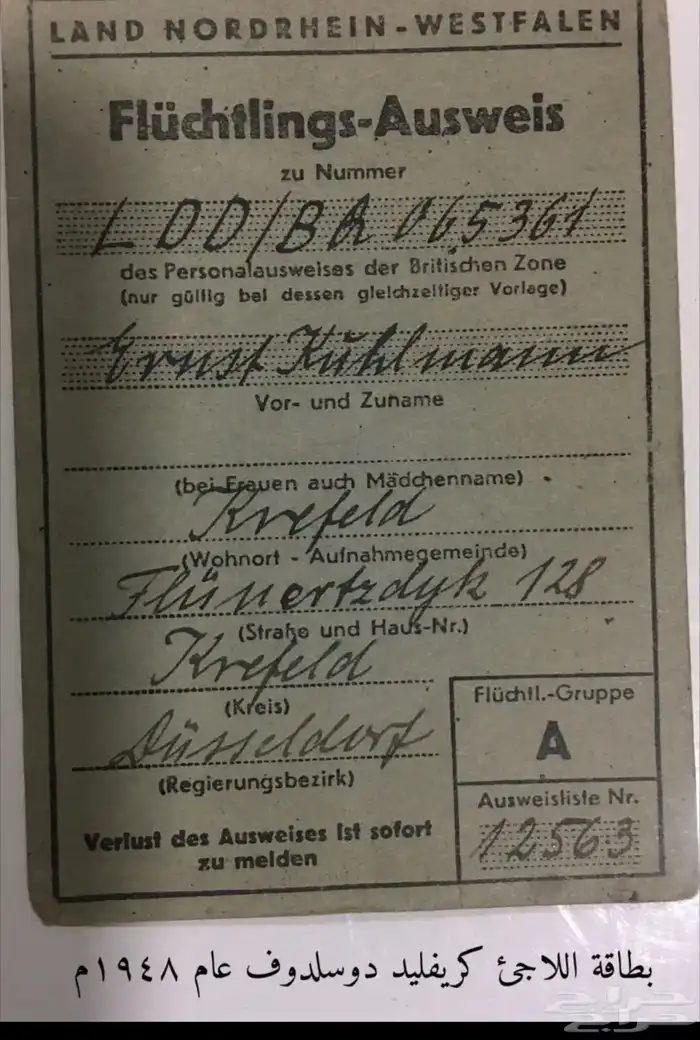 LAND NORDRHEIN-WESTFALEN
Flüchtlings-Ausweis
zu Nummer
LDD/BR 065361
des Personalausweises der Britischen Zone
(nur gültig bei dessen gleichzeitiger Vorlage)
Ernst Kühlmann
Vor- und Zuname
(bei Frauen auch Mädchenname)
Krefeld
(Wohnort - Aufnahmegemeinde)
Flünertzdyk 128
(Straße und Haus-Nr.)
Krefeld
(Kreis)
Düsseldorf
(Regierungsbezirk)
Flüchtl.-Gruppe
A
Ausweisliste Nr.
12563
Verlust des Ausweises ist sofort
zu melden
بطاقة اللاجئ كريفليد دوسلدوف عام ١٩٤٨م
حراج